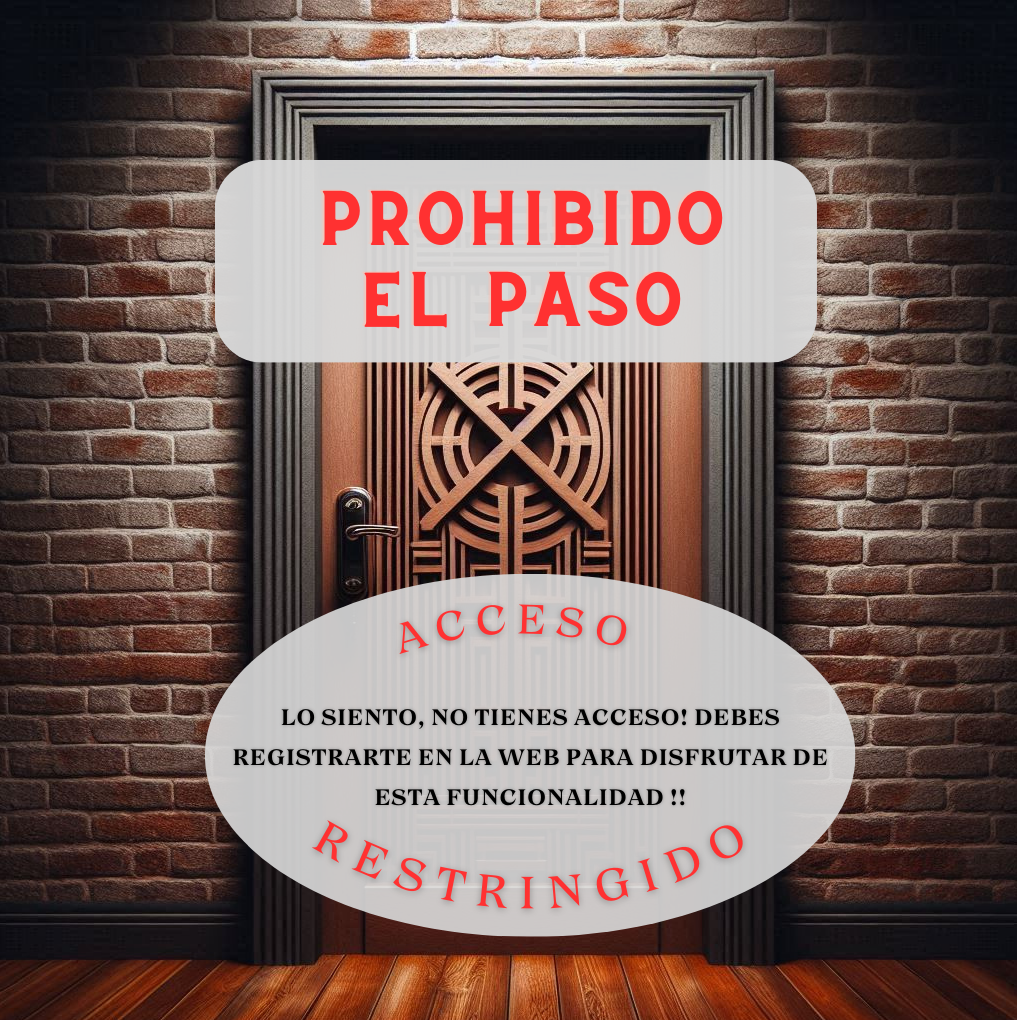 PROHIBIDO
EL PASO
ACCESO
LO SIENTO, NO TIENES ACCESO! DEBES
REGISTRARTE EN LA WEB PARA DISFRUTAR DE
ESTA FUNCIONALIDAD !!
RESTRINGIDO